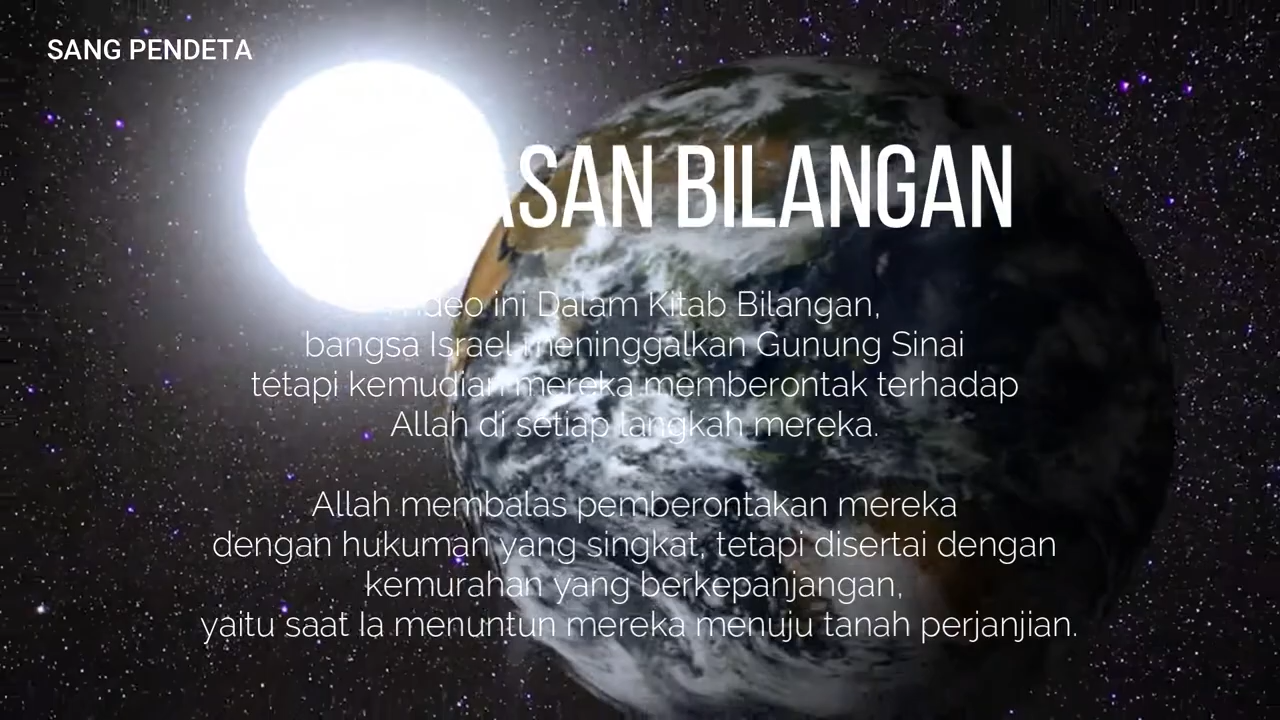 SANG PENDETA
BILANGAN
ini Dalam Kitab Bilangan,
bangsa Israel meninggalkan Gunung Sinai
tetapi kemudian mereka memberontak terhadap
Allah di setiap langkah mereka.
Allah membalas pemberontakan mereka
dengan hukuman yang singkat, tetapi disertai dengan
kemurahan yang berkepanjangan,
yaitu saat Ia menuntun mereka menuju tanah perjanjian.